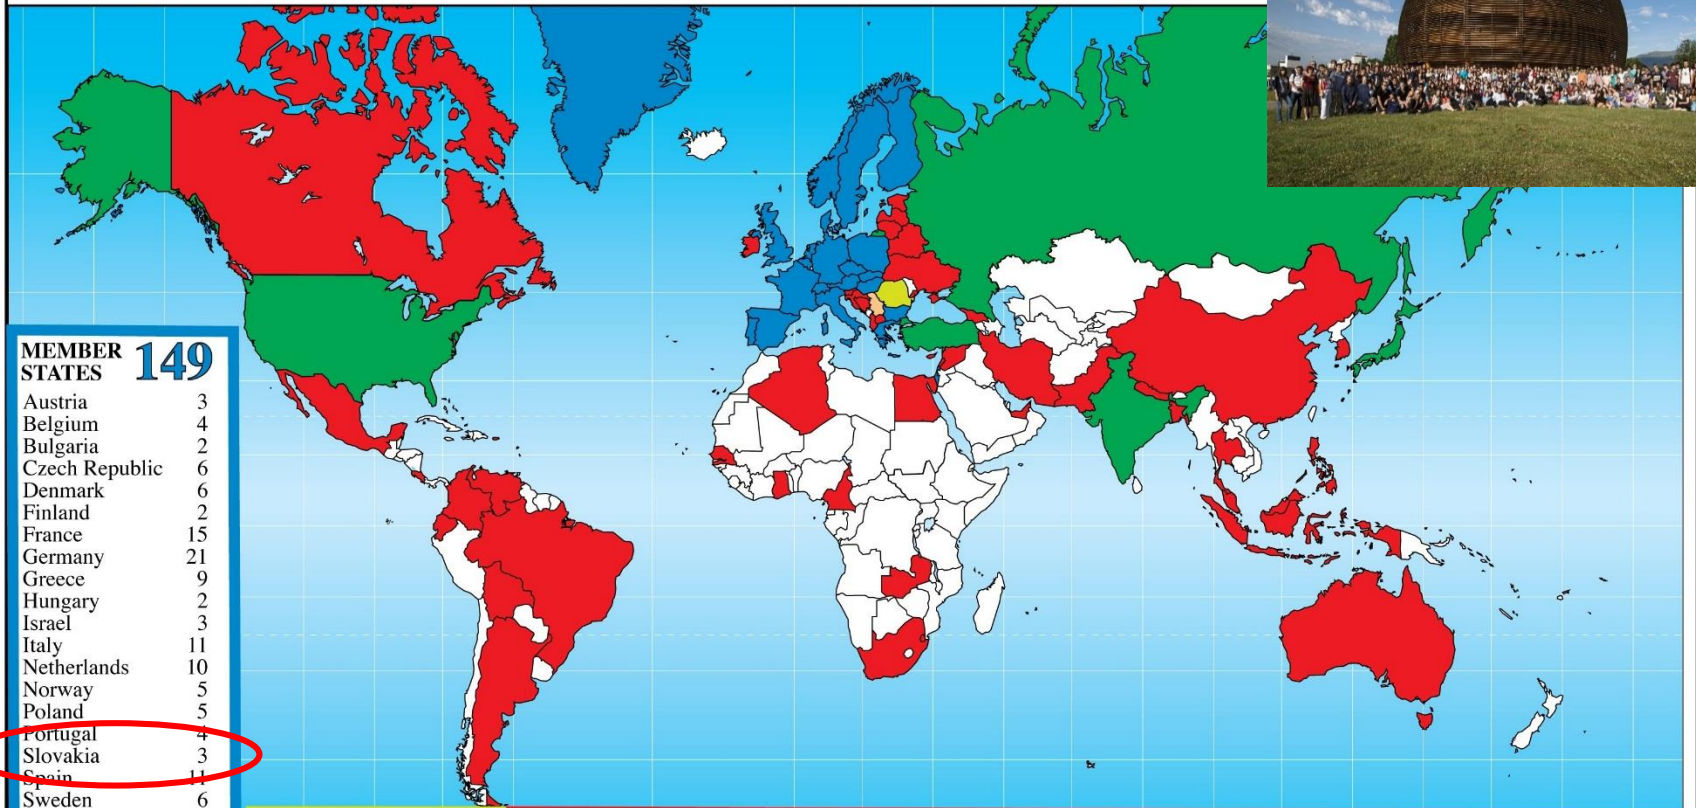 MEMBER STATES 149
Austria 3
Belgium 4
Bulgaria 2
Czech Republic 6
Denmark 6
Finland 2
France 15
Germany 21
Greece 9
Hungary 2
Israel 3
Italy 11
Netherlands 10
Norway 5
Poland 5
Portugal 4
Slovakia 3
Spain 11
Sweden 6